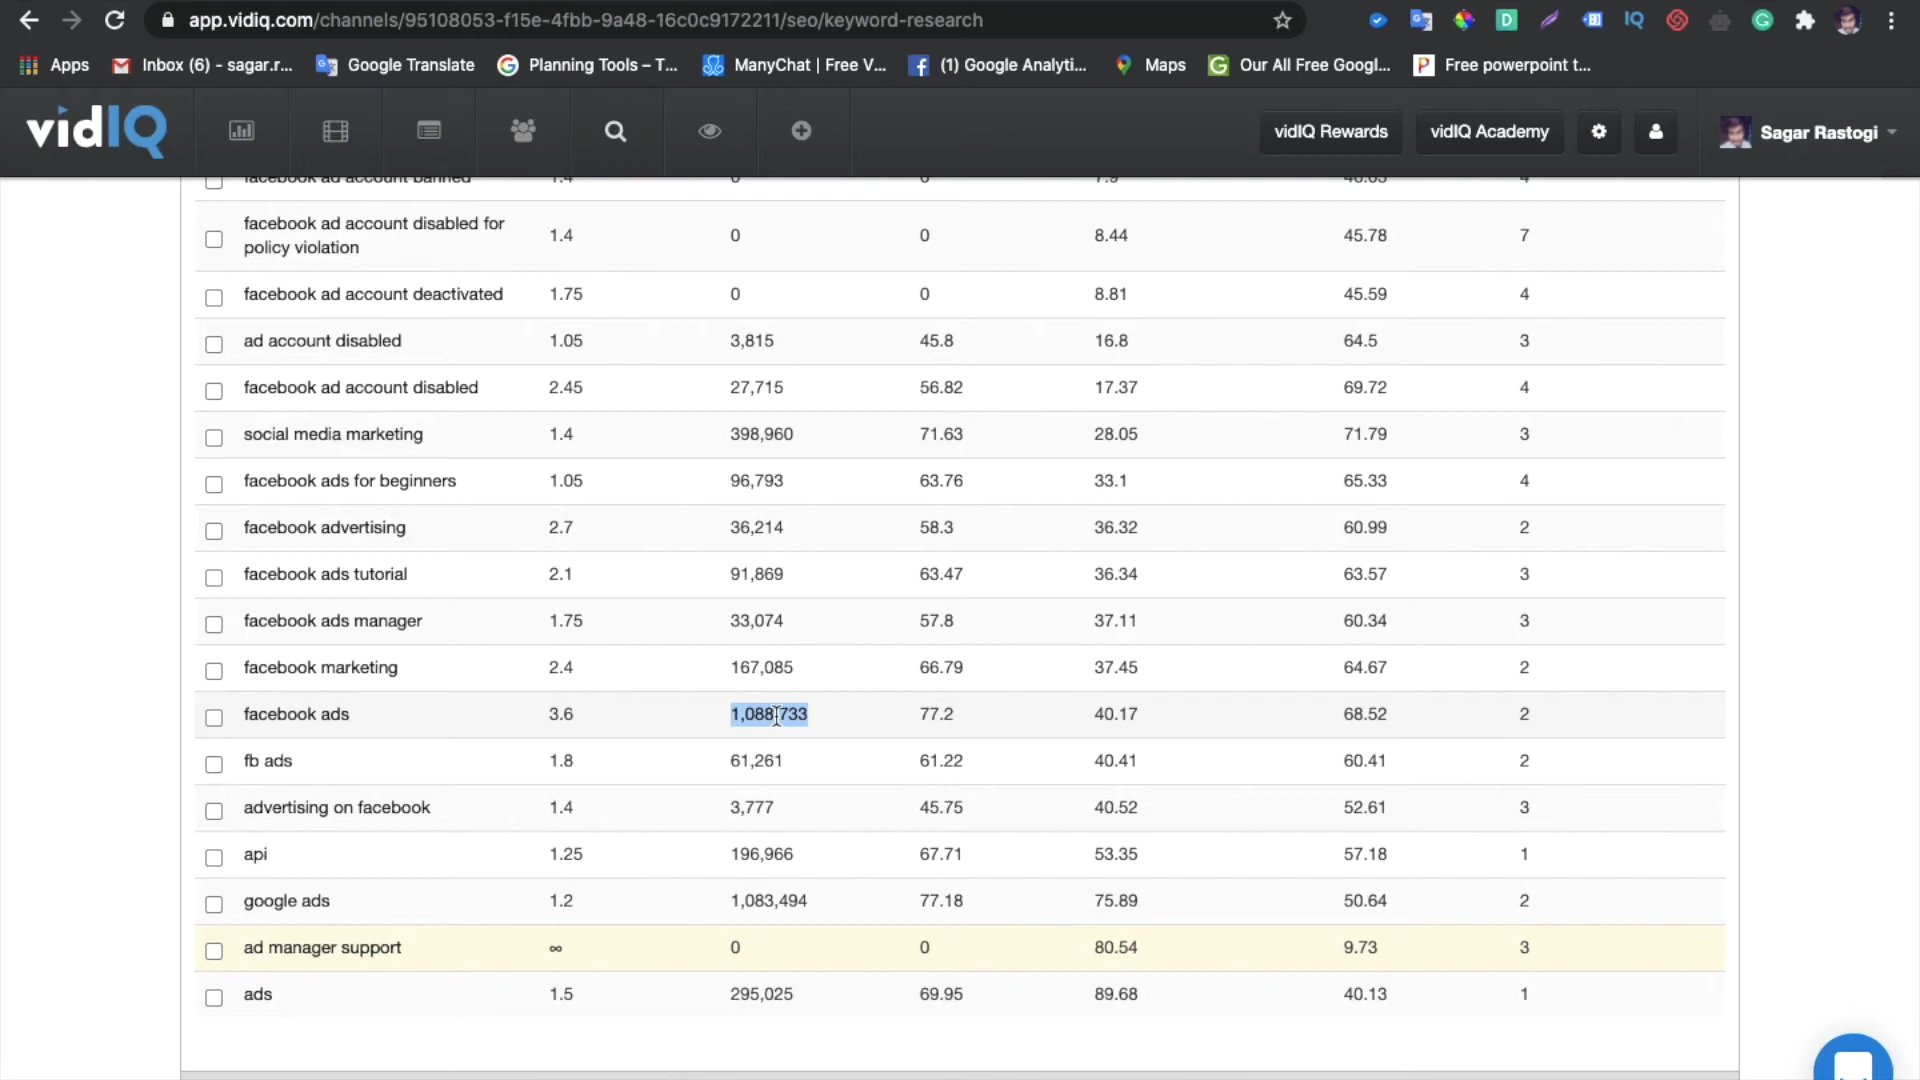 app.vidiq.com/channels/95108053-f15e-4fbb-9a48-16c0c9172211/seo/keyword-research
Apps Inbox (6) - sagar.r... Google Translate Planning Tools – T... ManyChat | Free V... (1) Google Analyti... Maps Our All Free Googl... Free powerpoint t...
vidIQ vidIQ Rewards vidIQ Academy Sagar Rastogi
facebook ad account banned 1.4 0 0 7.9 46.05 4
facebook ad account disabled for
policy violation 1.4 0 0 8.44 45.78 7
facebook ad account deactivated 1.75 0 0 8.81 45.59 4
ad account disabled 1.05 3,815 45.8 16.8 64.5 3
facebook ad account disabled 2.45 27,715 56.82 17.37 69.72 4
social media marketing 1.4 398,960 71.63 28.05 71.79 3
facebook ads for beginners 1.05 96,793 63.76 33.1 65.33 4
facebook advertising 2.7 36,214 58.3 36.32 60.99 2
facebook ads tutorial 2.1 91,869 63.47 36.34 63.57 3
facebook ads manager 1.75 33,074 57.8 37.11 60.34 3
facebook marketing 2.4 167,085 66.79 37.45 64.67 2
facebook ads 3.6 1,088,733 77.2 40.17 68.52 2
fb ads 1.8 61,261 61.22 40.41 60.41 2
advertising on facebook 1.4 3,777 45.75 40.52 52.61 3
api 1.25 196,966 67.71 53.35 57.18 1
google ads 1.2 1,083,494 77.18 75.89 50.64 2
ad manager support ∞ 0 0 80.54 9.73 3
ads 1.5 295,025 69.95 89.68 40.13 1